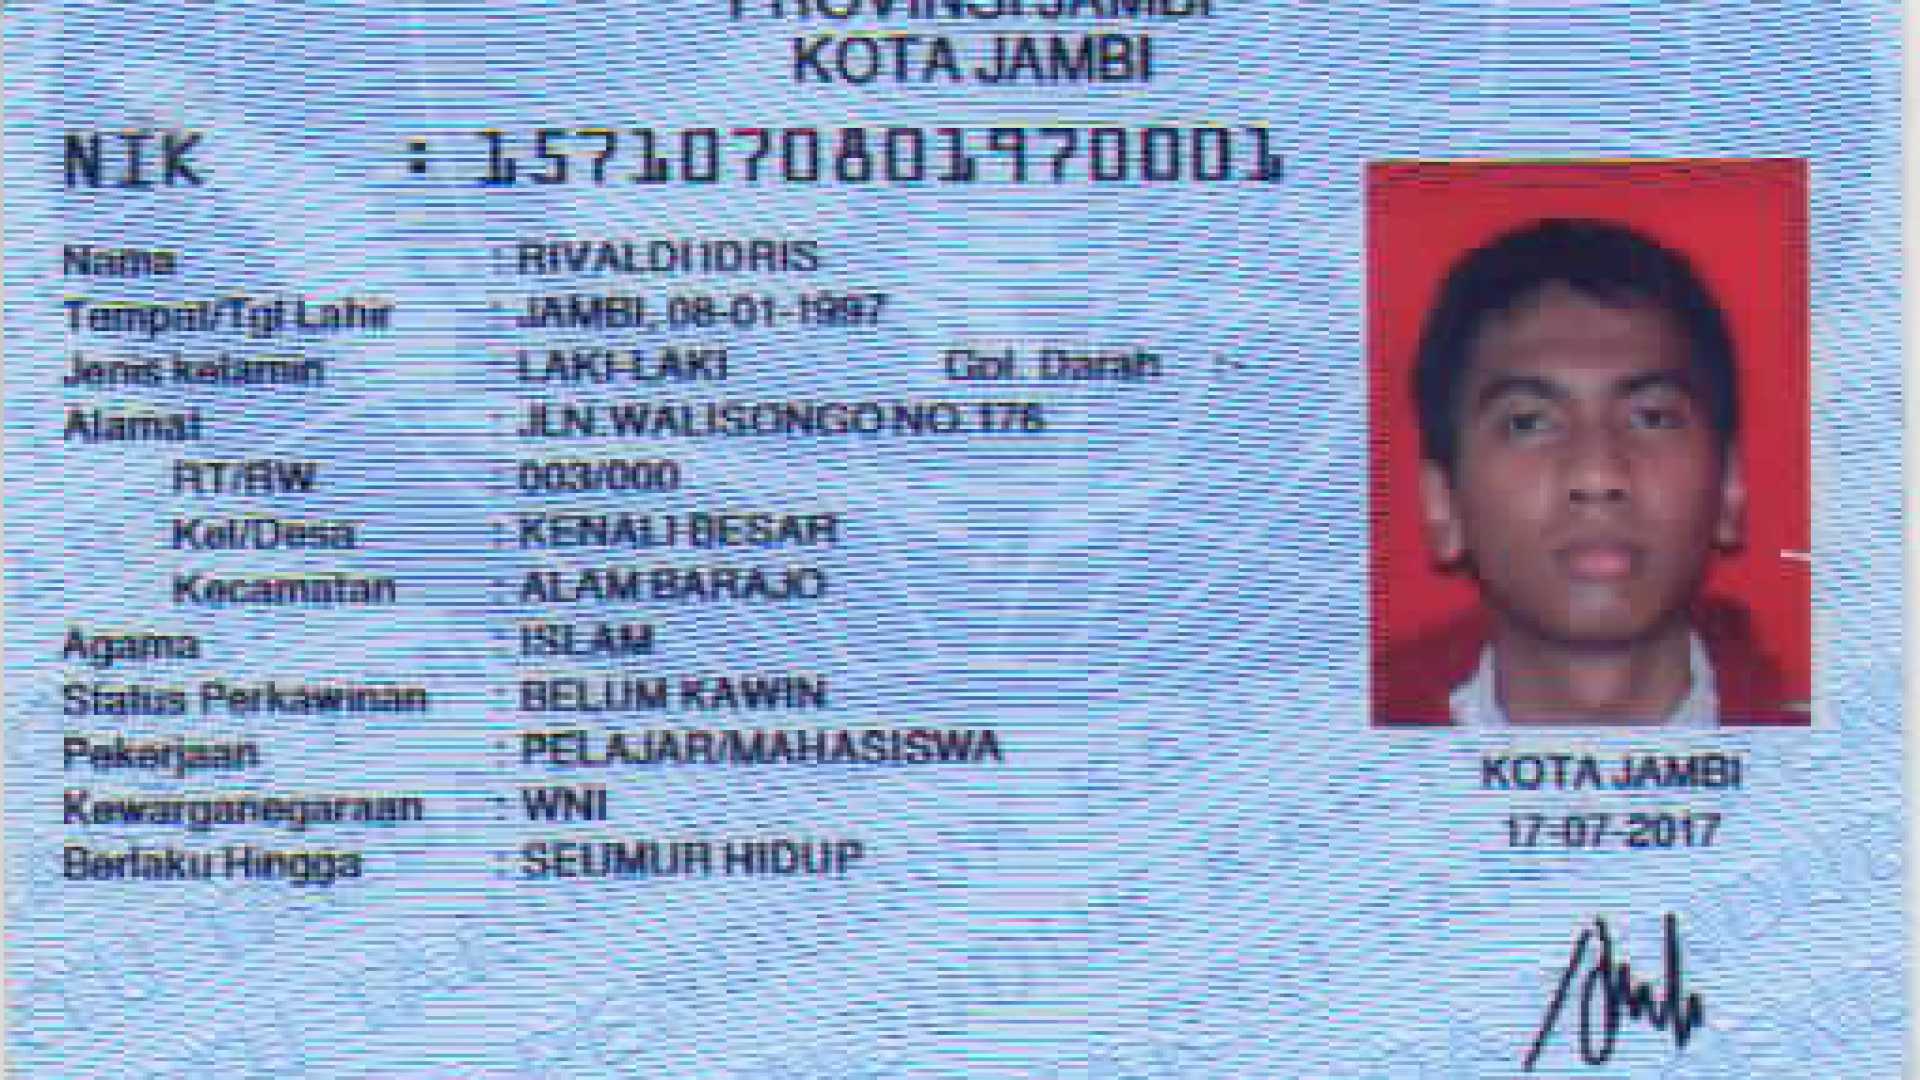 PROVINSI JAMBI
KOTA JAMBI
NIK : 1571070801970001
Nama : RIVALDI IDRIS
Tempat/Tgl Lahir : JAMBI, 08-01-1997
Jenis kelamin : LAKI-LAKI Gol. Darah : -
Alamat : JLN.WALISONGO NO.176
RT/RW : 003/000
Kel/Desa : KENALI BESAR
Kecamatan : ALAM BARAJO
Agama : ISLAM
Status Perkawinan : BELUM KAWIN
Pekerjaan : PELAJAR/MAHASISWA
Kewarganegaraan : WNI
Berlaku Hingga : SEUMUR HIDUP
KOTA JAMBI
17-07-2017